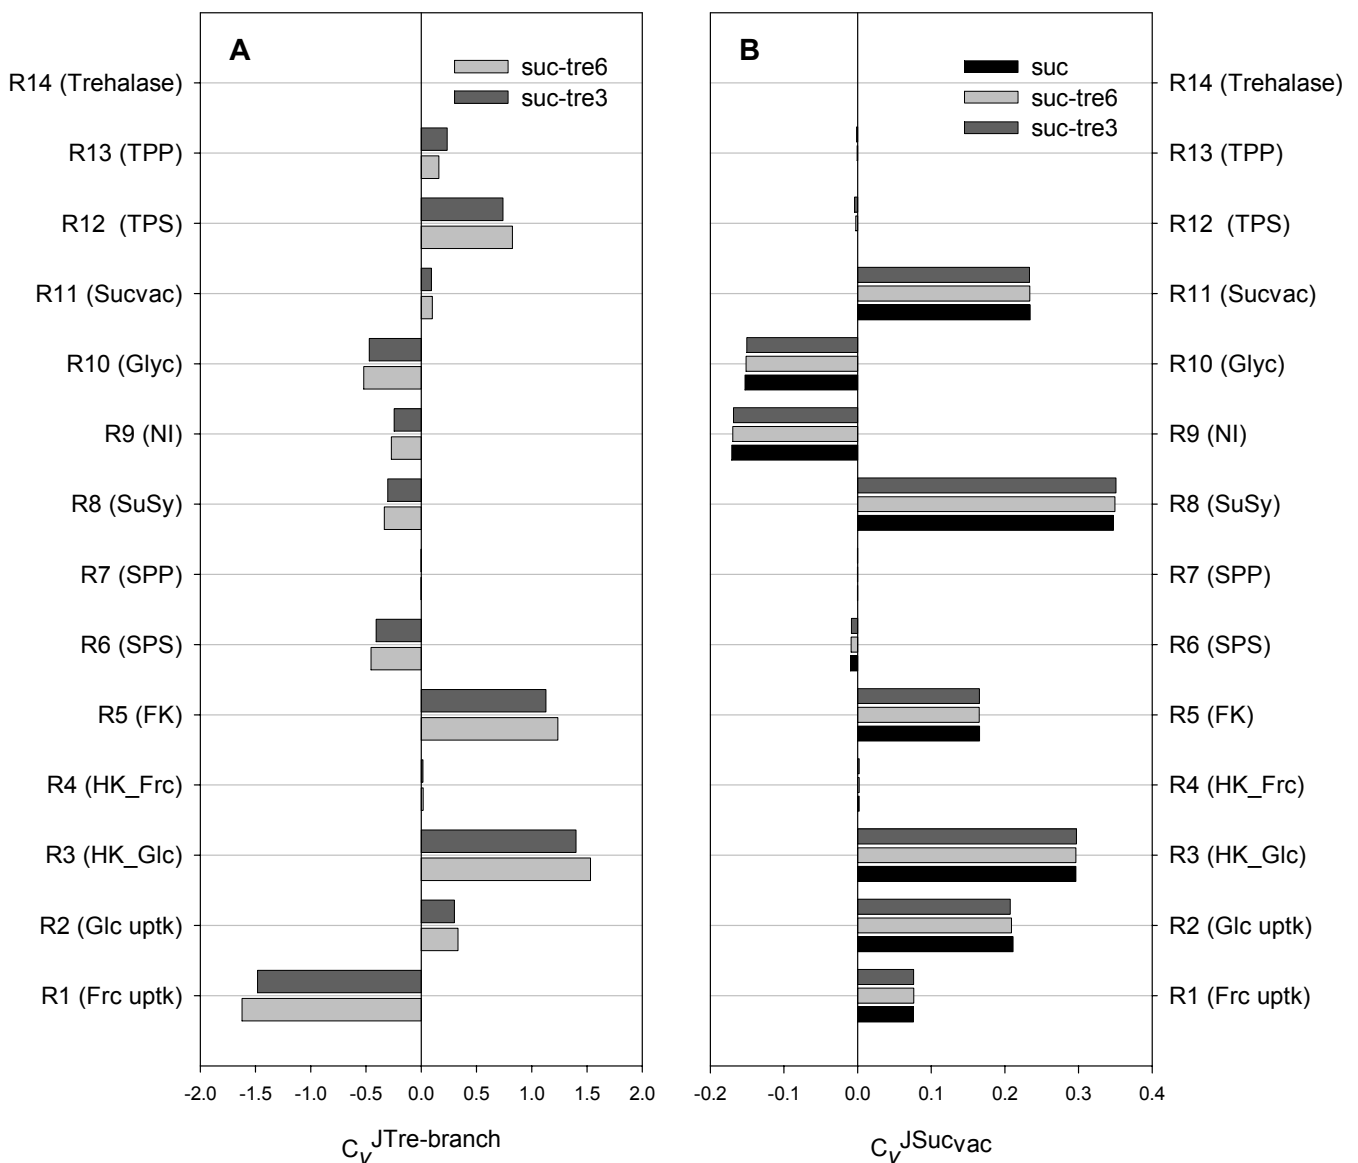 A
suc-tre6
suc-tre3
R14 (Trehalase)
R13 (TPP)
R12 (TPS)
R11 (Sucvac)
R10 (Glyc)
R9 (NI)
R8 (SuSy)
R7 (SPP)
R6 (SPS)
R5 (FK)
R4 (HK_Frc)
R3 (HK_Glc)
R2 (Glc uptk)
R1 (Frc uptk)
-2.0 -1.5 -1.0 -0.5 0.0 0.5 1.0 1.5 2.0
CvJTre-branch
B
suc
suc-tre6
suc-tre3
R14 (Trehalase)
R13 (TPP)
R12 (TPS)
R11 (Sucvac)
R10 (Glyc)
R9 (NI)
R8 (SuSy)
R7 (SPP)
R6 (SPS)
R5 (FK)
R4 (HK_Frc)
R3 (HK_Glc)
R2 (Glc uptk)
R1 (Frc uptk)
-0.2 -0.1 0.0 0.1 0.2 0.3 0.4
CvJSucvac